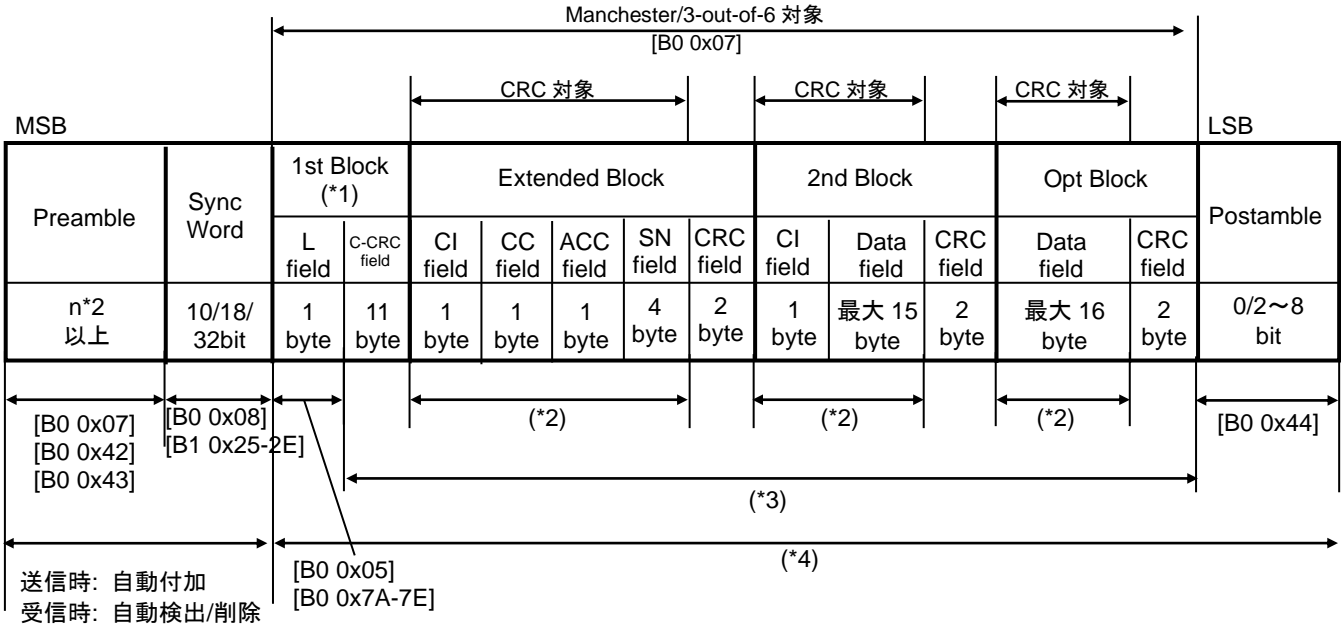 Manchester/3-out-of-6 対象
[B0 0x07]
CRC 対象 CRC 対象 CRC 対象
MSB LSB
Preamble
Sync
Word
1st Block
(*1)
Extended Block
2nd Block
Opt Block
Postamble
L
field
C-CRC
field
CI
field
CC
field
ACC
field
SN
field
CRC
field
CI
field
Data
field
CRC
field
Data
field
CRC
field
n*2
以上
10/18/
32bit
1
byte
11
byte
1
byte
1
byte
1
byte
4
byte
2
byte
1
byte
最大 15
byte
2
byte
最大 16
byte
2
byte
0/2～8
bit
[B0 0x07]
[B0 0x42]
[B0 0x43]
[B0 0x08]
[B1 0x25-2E]
(*2) (*2) (*2)
[B0 0x44]
(*3)
(*4)
送信時: 自動付加
受信時: 自動検出/削除
[B0 0x05]
[B0 0x7A-7E]